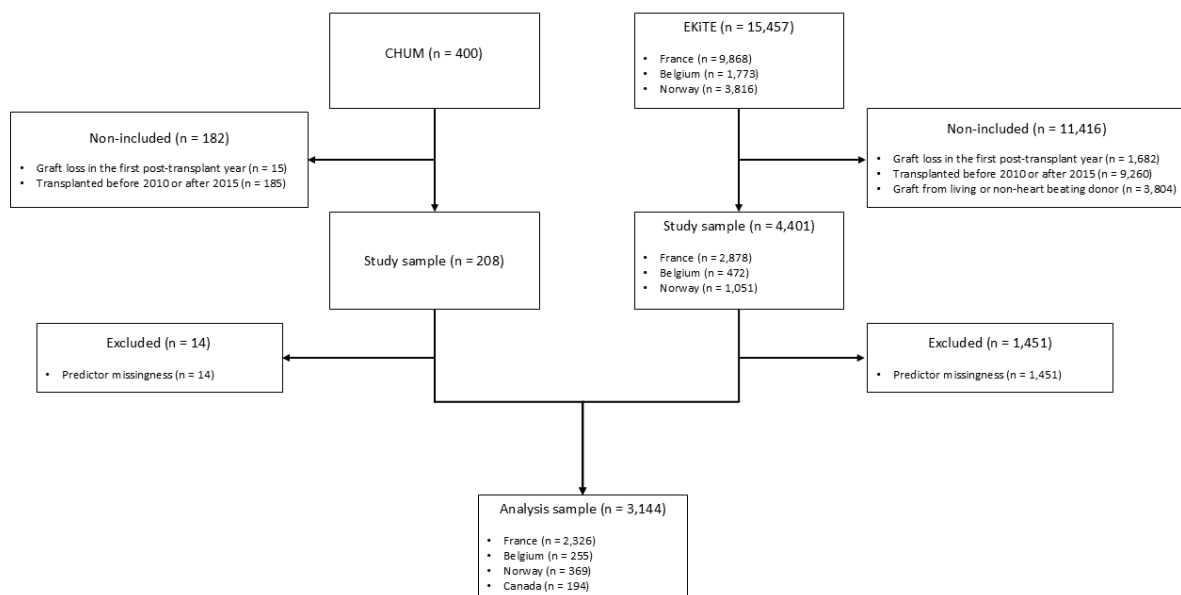 CHUM (n = 400)
EKiTE (n = 15,457)
• France (n = 9,868)
• Belgium (n = 1,773)
• Norway (n = 3,816)
Non-included (n = 182)
• Graft loss in the first post-transplant year (n = 15)
• Transplanted before 2010 or after 2015 (n = 185)
Non-included (n = 11,416)
• Graft loss in the first post-transplant year (n = 1,682)
• Transplanted before 2010 or after 2015 (n = 9,260)
• Graft from living or non-heart beating donor (n = 3,804)
Study sample (n = 208)
Study sample (n = 4,401)
• France (n = 2,878)
• Belgium (n = 472)
• Norway (n = 1,051)
Excluded (n = 14)
• Predictor missingness (n = 14)
Excluded (n = 1,451)
• Predictor missingness (n = 1,451)
Analysis sample (n = 3,144)
• France (n = 2,326)
• Belgium (n = 255)
• Norway (n = 369)
• Canada (n = 194)